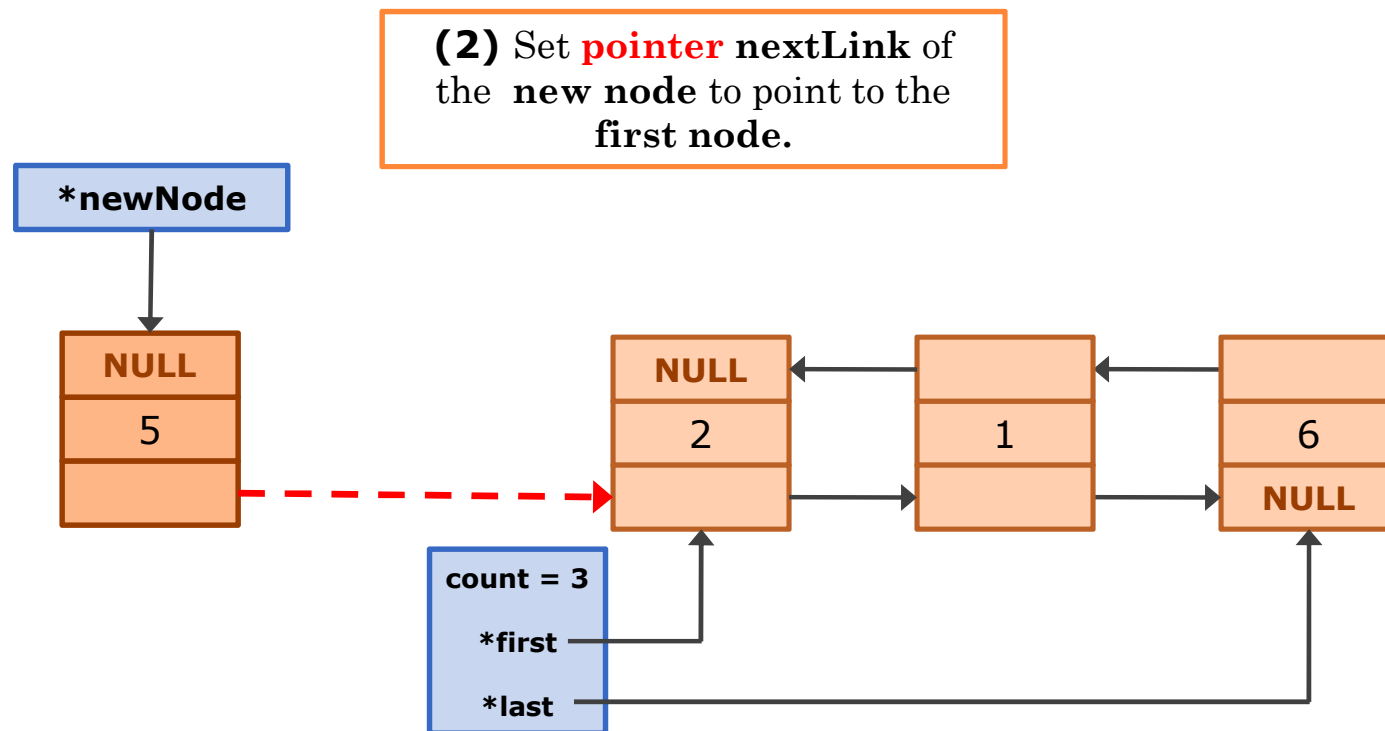 (2) Set pointer nextLink of
the new node to point to the
first node.
*newNode
NULL
5
NULL
2
1
6
NULL
count = 3
*first
*last